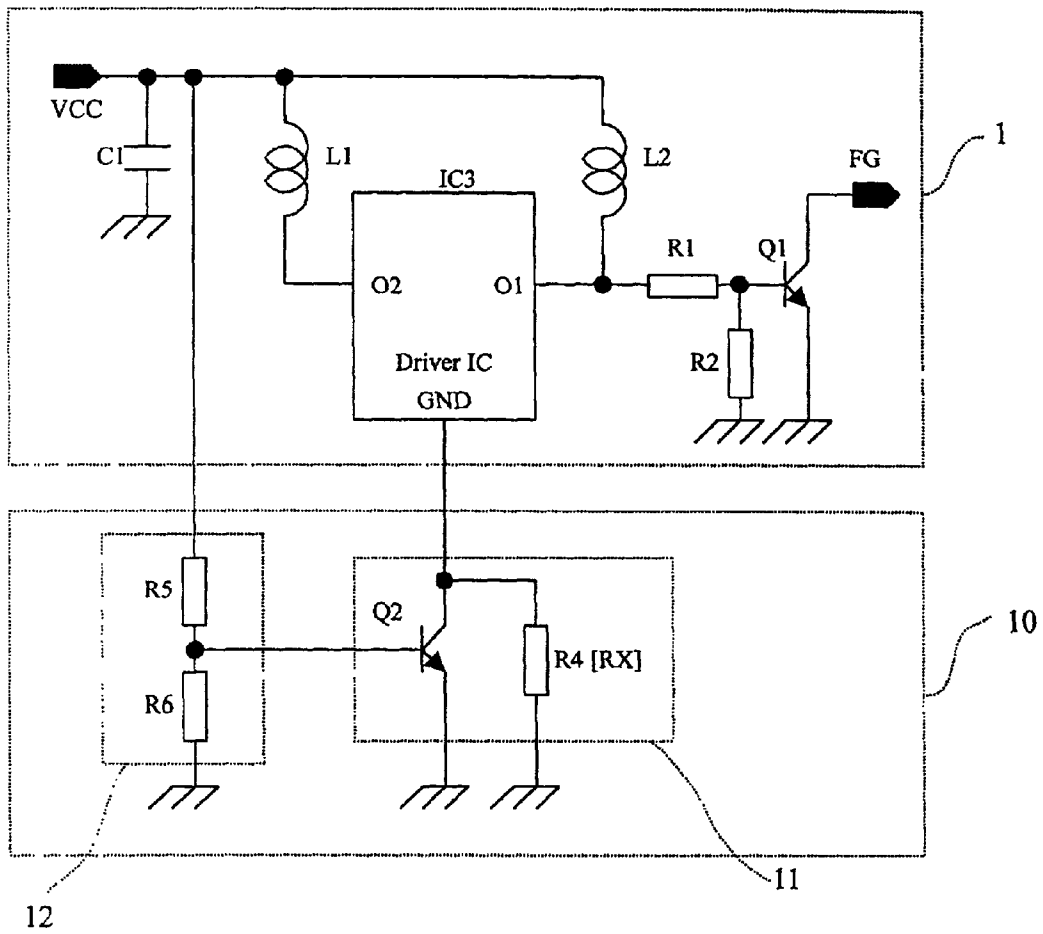 VCC
C1
L1
IC3
L2
FG
1
R1
Q1
O2
O1
R2
Driver IC
GND
R5
Q2
R4 [RX]
10
R6
11
12